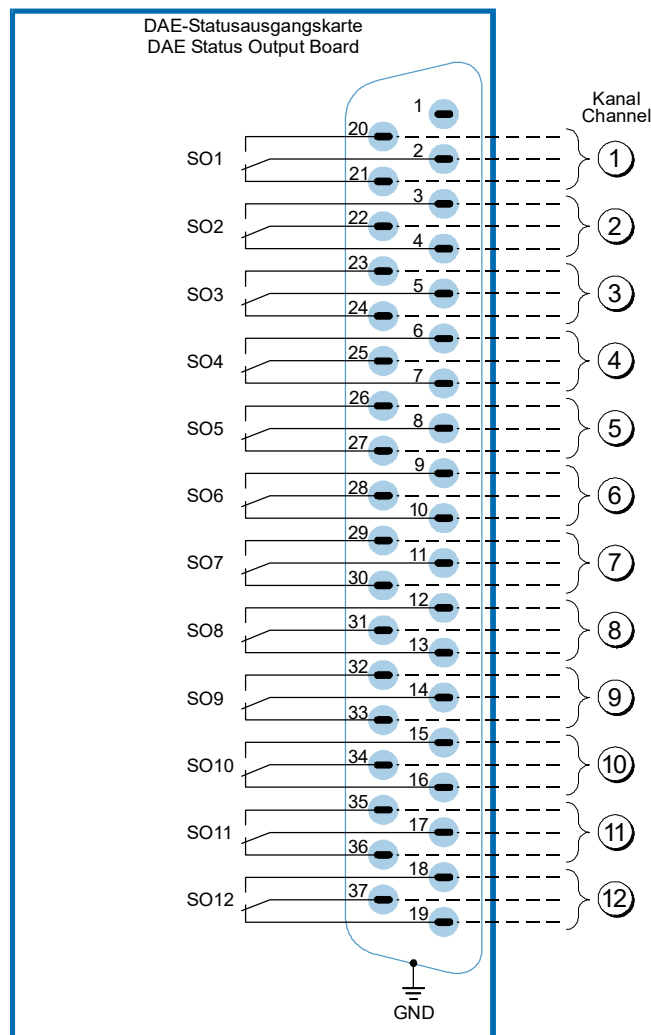 DAE-Statusausgangskarte
DAE Status Output Board
Kanal
Channel
1
20
SO1
2
1
21
3
SO2
22
2
4
23
SO3
5
3
24
6
SO4
25
4
7
26
SO5
8
5
27
9
SO6
28
6
10
29
SO7
11
7
30
12
SO8
31
8
13
32
SO9
14
9
33
15
SO10
34
10
16
35
SO11
17
11
36
18
SO12
37
12
19
GND